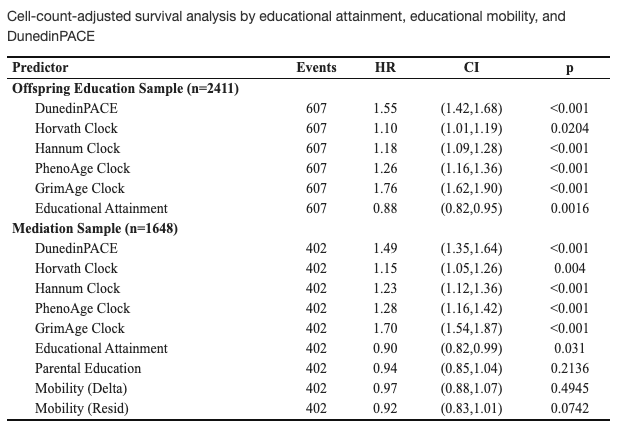 Cell-count-adjusted survival analysis by educational attainment, educational mobility, and
DunedinPACE
Predictor Events HR CI p
Offspring Education Sample (n=2411)
DunedinPACE 607 1.55 (1.42,1.68) <0.001
Horvath Clock 607 1.10 (1.01,1.19) 0.0204
Hannum Clock 607 1.18 (1.09,1.28) <0.001
PhenoAge Clock 607 1.26 (1.16,1.36) <0.001
GrimAge Clock 607 1.76 (1.62,1.90) <0.001
Educational Attainment 607 0.88 (0.82,0.95) 0.0016
Mediation Sample (n=1648)
DunedinPACE 402 1.49 (1.35,1.64) <0.001
Horvath Clock 402 1.15 (1.05,1.26) 0.004
Hannum Clock 402 1.23 (1.12,1.36) <0.001
PhenoAge Clock 402 1.28 (1.16,1.42) <0.001
GrimAge Clock 402 1.70 (1.54,1.87) <0.001
Educational Attainment 402 0.90 (0.82,0.99) 0.031
Parental Education 402 0.94 (0.85,1.04) 0.2136
Mobility (Delta) 402 0.97 (0.88,1.07) 0.4945
Mobility (Resid) 402 0.92 (0.83,1.01) 0.0742